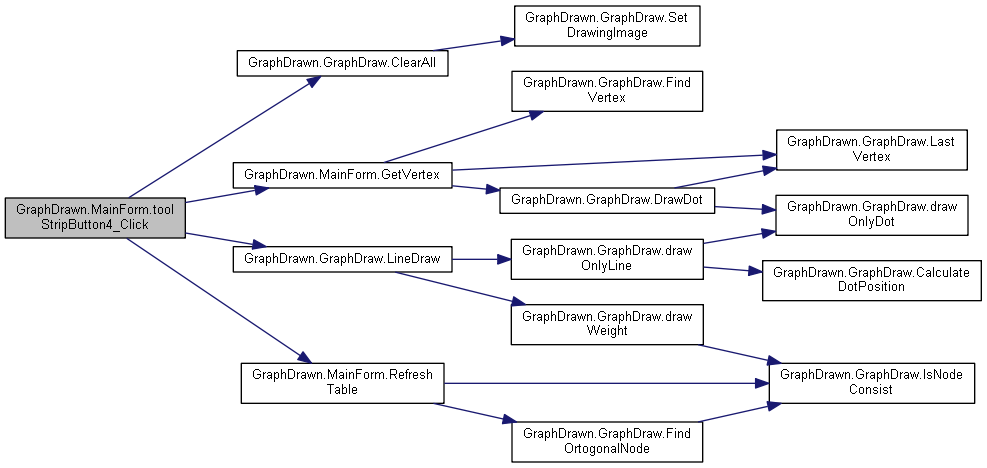 GraphDrawn.MainForm.tool
StripButton4_Click
GraphDrawn.GraphDraw.ClearAll
GraphDrawn.GraphDraw.Set
DrawingImage
GraphDrawn.MainForm.GetVertex
GraphDrawn.GraphDraw.Find
Vertex
GraphDrawn.GraphDraw.Last
Vertex
GraphDrawn.GraphDraw.DrawDot
GraphDrawn.GraphDraw.draw
OnlyDot
GraphDrawn.GraphDraw.LineDraw
GraphDrawn.GraphDraw.draw
OnlyLine
GraphDrawn.GraphDraw.Calculate
DotPosition
GraphDrawn.GraphDraw.draw
Weight
GraphDrawn.GraphDraw.IsNode
Consist
GraphDrawn.MainForm.Refresh
Table
GraphDrawn.GraphDraw.Find
OrtogonalNode